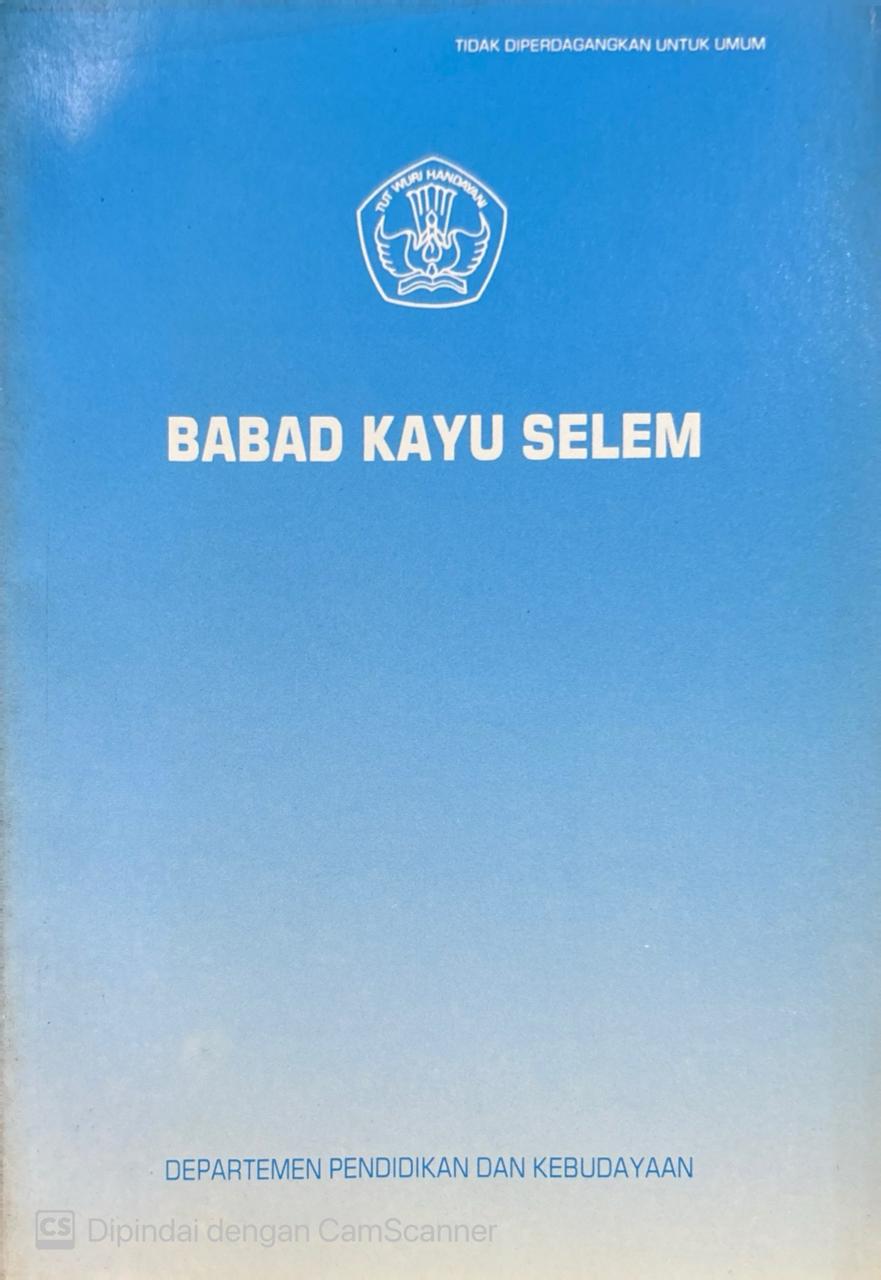 TIDAK DIPERDAGANGKAN UNTUK UMUM
TUT WURI HANDAYANI
BABAD KAYU SELEM
DEPARTEMEN PENDIDIKAN DAN KEBUDAYAAN
CS Dipindai dengan CamScanner